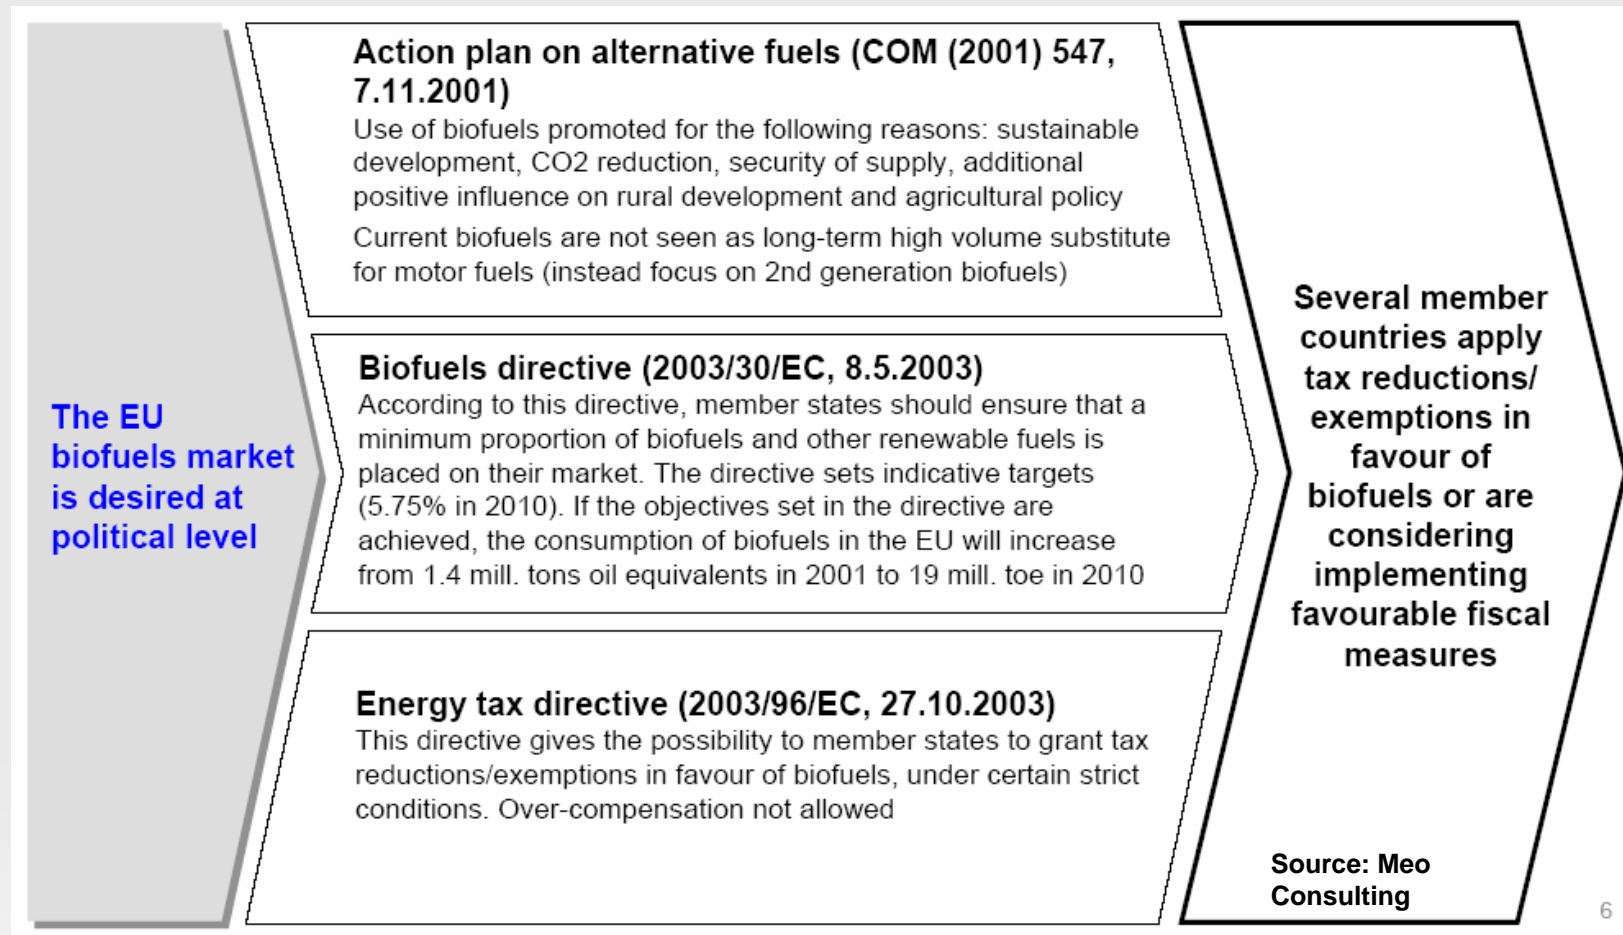 The EU
biofuels market
is desired at
political level
Action plan on alternative fuels (COM (2001) 547,
7.11.2001)
Use of biofuels promoted for the following reasons: sustainable
development, CO2 reduction, security of supply, additional
positive influence on rural development and agricultural policy
Current biofuels are not seen as long-term high volume substitute
for motor fuels (instead focus on 2nd generation biofuels)
Biofuels directive (2003/30/EC, 8.5.2003)
According to this directive, member states should ensure that a
minimum proportion of biofuels and other renewable fuels is
placed on their market. The directive sets indicative targets
(5.75% in 2010). If the objectives set in the directive are
achieved, the consumption of biofuels in the EU will increase
from 1.4 mill. tons oil equivalents in 2001 to 19 mill. toe in 2010
Energy tax directive (2003/96/EC, 27.10.2003)
This directive gives the possibility to member states to grant tax
reductions/exemptions in favour of biofuels, under certain strict
conditions. Over-compensation not allowed
Several member
countries apply
tax reductions/
exemptions in
favour of
biofuels or are
considering
implementing
favourable fiscal
measures
Source: Meo
Consulting
6